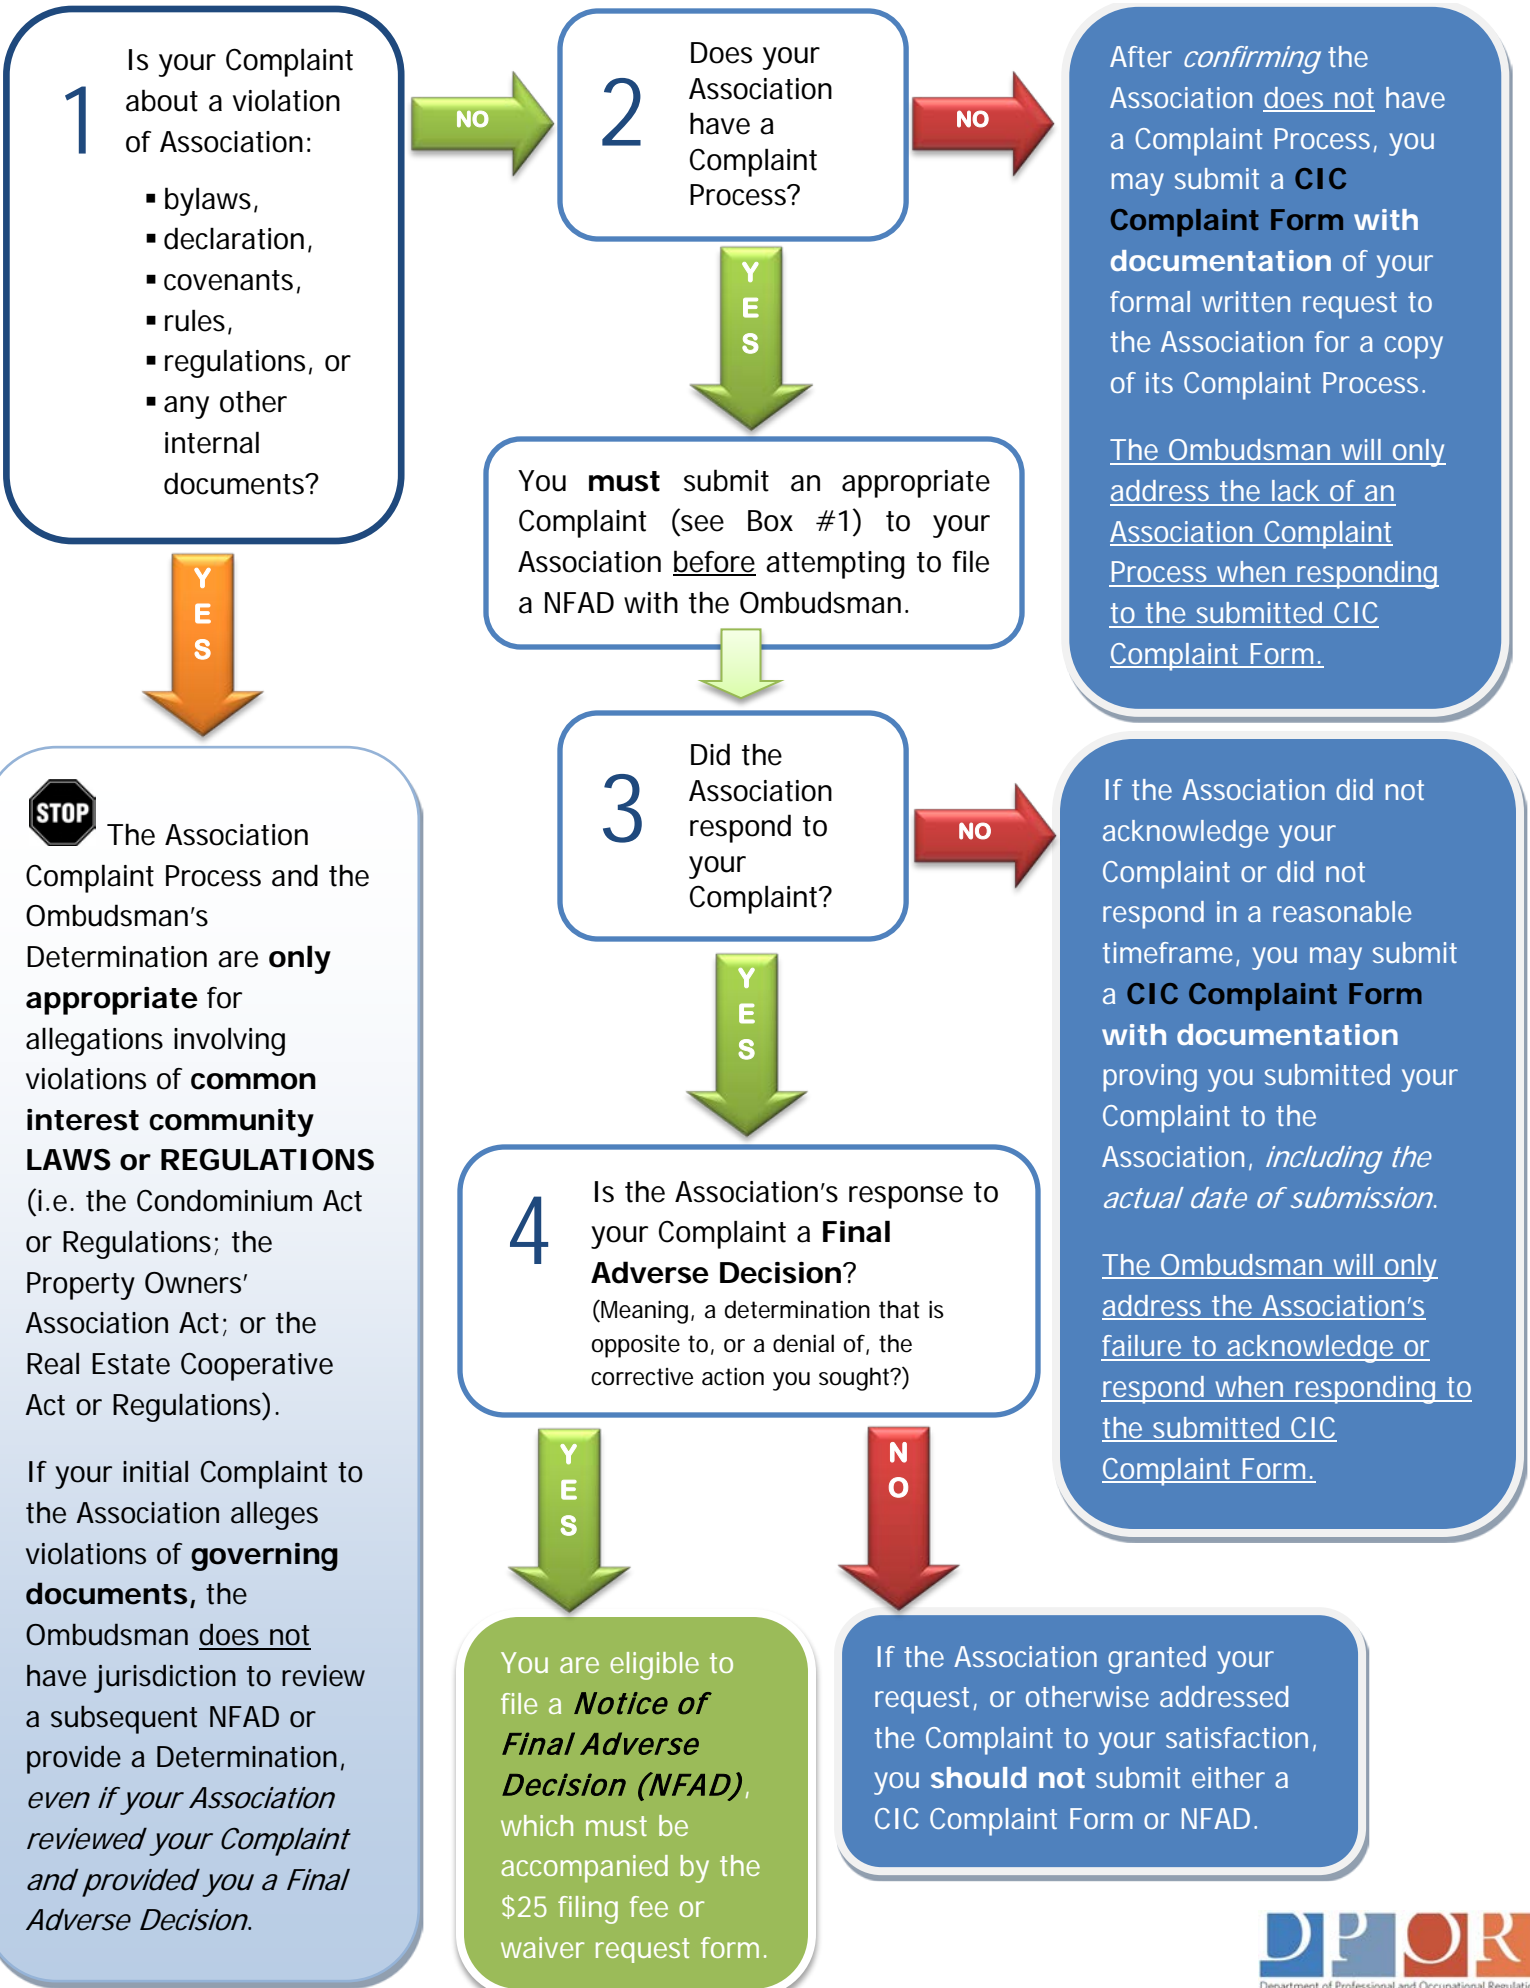 1
Is your Complaint
about a violation
of Association:
▪ bylaws,
▪ declaration,
▪ covenants,
▪ rules,
▪ regulations, or
▪ any other
internal
documents?
NO
YES
2
Does your
Association
have a
Complaint
Process?
NO
YES
After confirming the
Association does not have
a Complaint Process, you
may submit a CIC
Complaint Form with
documentation of your
formal written request to
the Association for a copy
of its Complaint Process.
The Ombudsman will only
address the lack of an
Association Complaint
Process when responding
to the submitted CIC
Complaint Form.
You must submit an appropriate
Complaint (see Box #1) to your
Association before attempting to file
a NFAD with the Ombudsman.
3
Did the
Association
respond to
your
Complaint?
NO
YES
If the Association did not
acknowledge your
Complaint or did not
respond in a reasonable
timeframe, you may submit
a CIC Complaint Form
with documentation
proving you submitted your
Complaint to the
Association, including the
actual date of submission.
The Ombudsman will only
address the Association's
failure to acknowledge or
respond when responding to
the submitted CIC
Complaint Form.
STOP
The Association
Complaint Process and the
Ombudsman's
Determination are only
appropriate for
allegations involving
violations of common
interest community
LAWS or REGULATIONS
(i.e. the Condominium Act
or Regulations; the
Property Owners'
Association Act; or the
Real Estate Cooperative
Act or Regulations).
If your initial Complaint to
the Association alleges
violations of governing
documents, the
Ombudsman does not
have jurisdiction to review
a subsequent NFAD or
provide a Determination,
even if your Association
reviewed your Complaint
and provided you a Final
Adverse Decision.
4
Is the Association's response to
your Complaint a Final
Adverse Decision?
(Meaning, a determination that is
opposite to, or a denial of, the
corrective action you sought?)
YES
NO
You are eligible to
file a Notice of
Final Adverse
Decision (NFAD),
which must be
accompanied by the
$25 filing fee or
waiver request form.
If the Association granted your
request, or otherwise addressed
the Complaint to your satisfaction,
you should not submit either a
CIC Complaint Form or NFAD.
DPOR
Department of Professional and Occupational Regulation